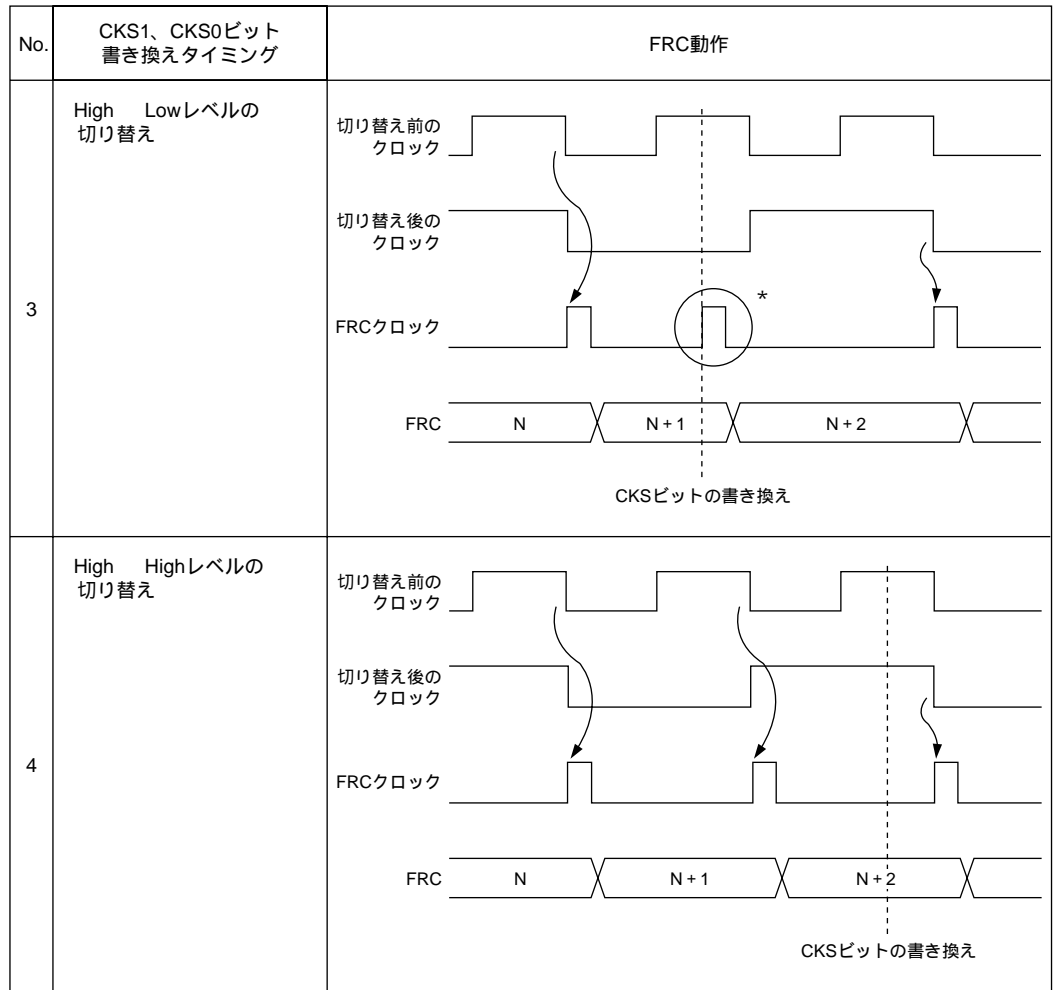 No.
CKS1、CKS0ビット
書き換えタイミング
FRC動作
3
High Lowレベルの
切り替え
切り替え前の
クロック
切り替え後の
クロック
FRCクロック
*
FRC
N
N + 1
N + 2
CKSビットの書き換え
4
High Highレベルの
切り替え
切り替え前の
クロック
切り替え後の
クロック
FRCクロック
FRC
N
N + 1
N + 2
CKSビットの書き換え